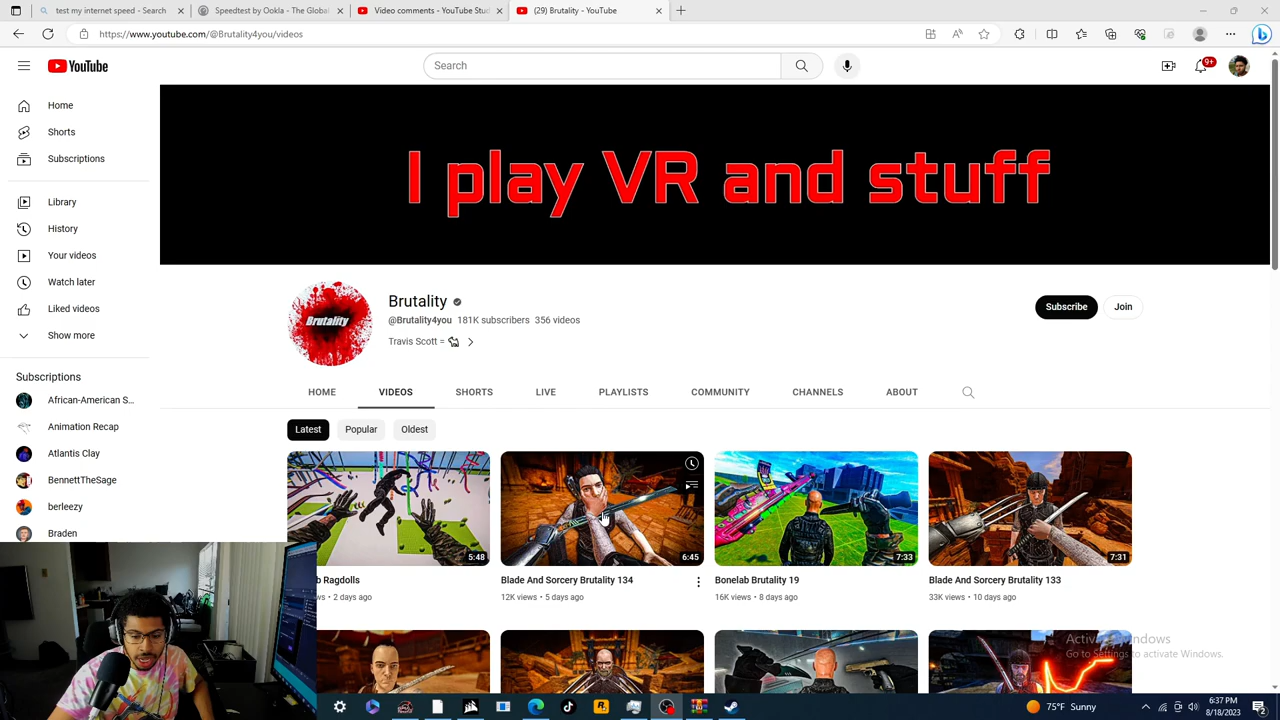 test my internet speed - Search
Speedtest by Ookla - The Global
Video comments - YouTube Stud
(29) Brutality - YouTube
https://www.youtube.com/@Brutality4you/videos
YouTube
Search
9+
Home
Shorts
Subscriptions
Library
History
Your videos
Watch later
Liked videos
Show more
Subscriptions
African-American S...
Animation Recap
Atlantis Clay
BennettTheSage
berleezy
Braden
I play VR and stuff
Brutality
Brutality
@Brutality4you 181K subscribers 356 videos
Travis Scott =
Subscribe
Join
HOME
VIDEOS
SHORTS
LIVE
PLAYLISTS
COMMUNITY
CHANNELS
ABOUT
Latest
Popular
Oldest
5:48
6:45
7:33
7:31
b Ragdolls
Blade And Sorcery Brutality 134
Bonelab Brutality 19
Blade And Sorcery Brutality 133
ws • 2 days ago
12K views • 5 days ago
16K views • 8 days ago
33K views • 10 days ago
Activate Windows
Go to Settings to activate Windows.
75°F Sunny
6:37 PM
8/18/2023
2